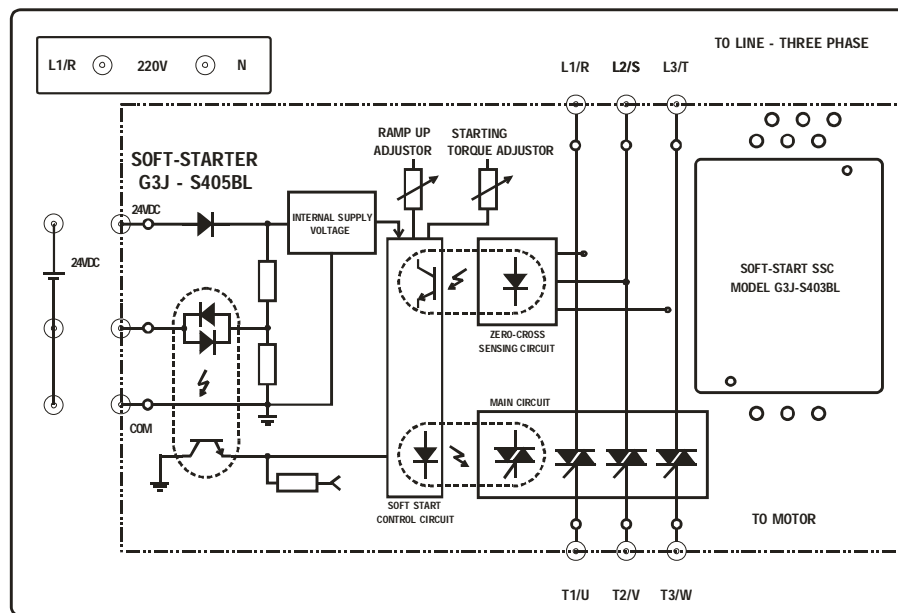 TO LINE - THREE PHASE
L1/R 220V N
L1/R L2/S L3/T
RAMP UP
ADJUSTOR
STARTING
TORQUE ADJUSTOR
SOFT-STARTER
G3J - S405BL
24VDC
INTERNAL SUPPLY
VOLTAGE
24VDC
SOFT-START SSC
MODEL G3J-S403BL
ZERO-CROSS
SENSING CIRCUIT
MAIN CIRCUIT
COM
SOFT START
CONTROL CIRCUIT
TO MOTOR
T1/U T2/V T3/W